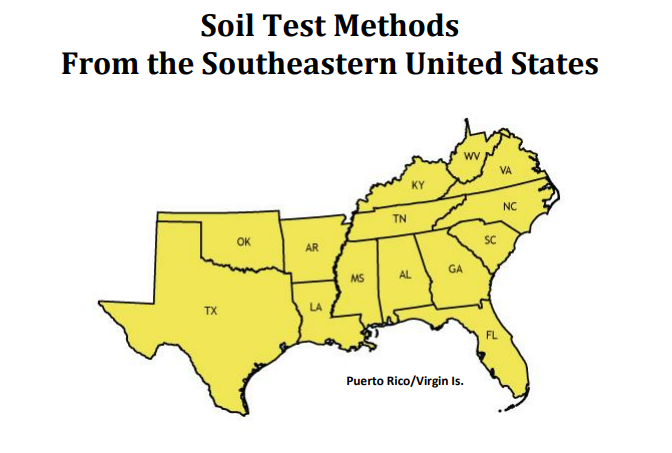 Soil Test Methods
From the Southeastern United States
WV
VA
KY
NC
TN
SC
OK
AR
GA
AL
MS
LA
TX
FL
Puerto Rico/Virgin Is.